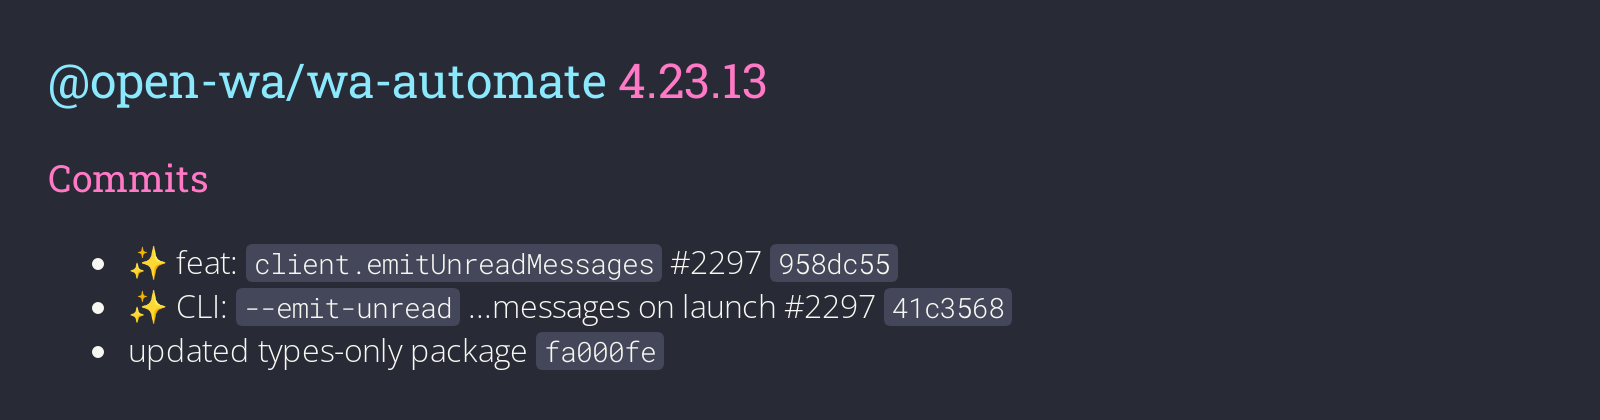 @open-wa/wa-automate 4.23.13
Commits
✨ feat: client.emitUnreadMessages #2297 958dc55
✨ CLI: --emit-unread ...messages on launch #2297 41c3568
updated types-only package fa000fe